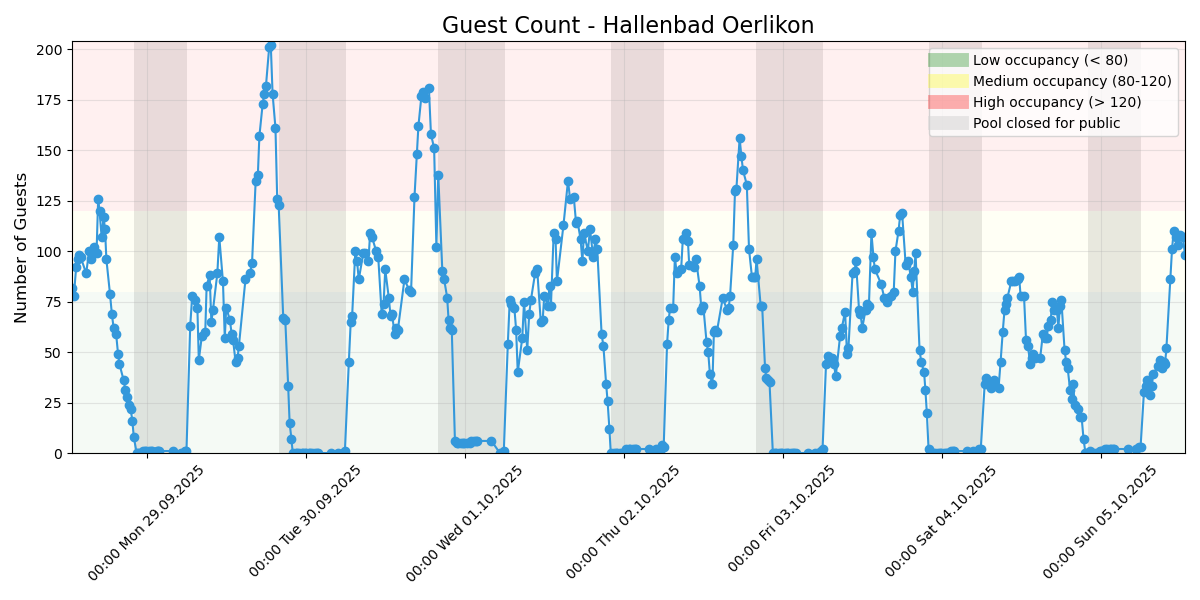 Guest Count - Hallenbad Oerlikon
Number of Guests
200
175
150
125
100
75
50
25
0
Low occupancy (< 80)
Medium occupancy (80-120)
High occupancy (> 120)
Pool closed for public
00:00 Mon 29.09.2025
00:00 Tue 30.09.2025
00:00 Wed 01.10.2025
00:00 Thu 02.10.2025
00:00 Fri 03.10.2025
00:00 Sat 04.10.2025
00:00 Sun 05.10.2025